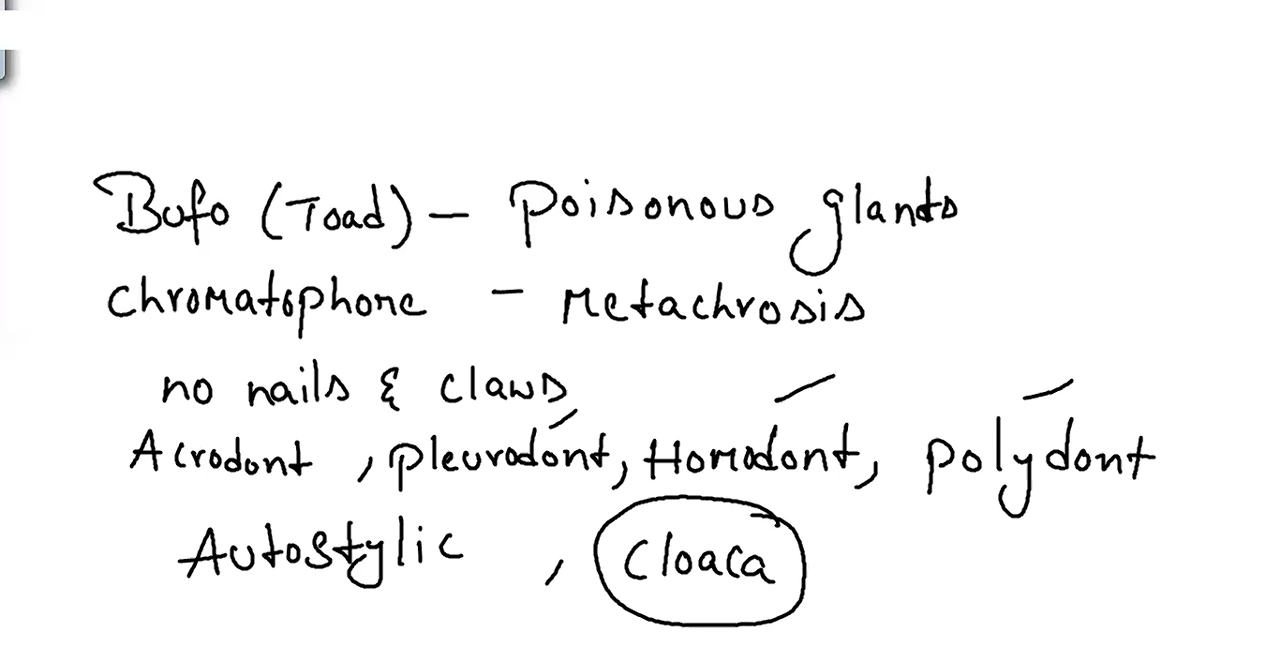 Bufo (Toad) – Poisonous glands
chromatophone – Metachrosis
no nails & claws
Acrodont, pleurodont, Homodont, polydont
Autostylic, Cloaca